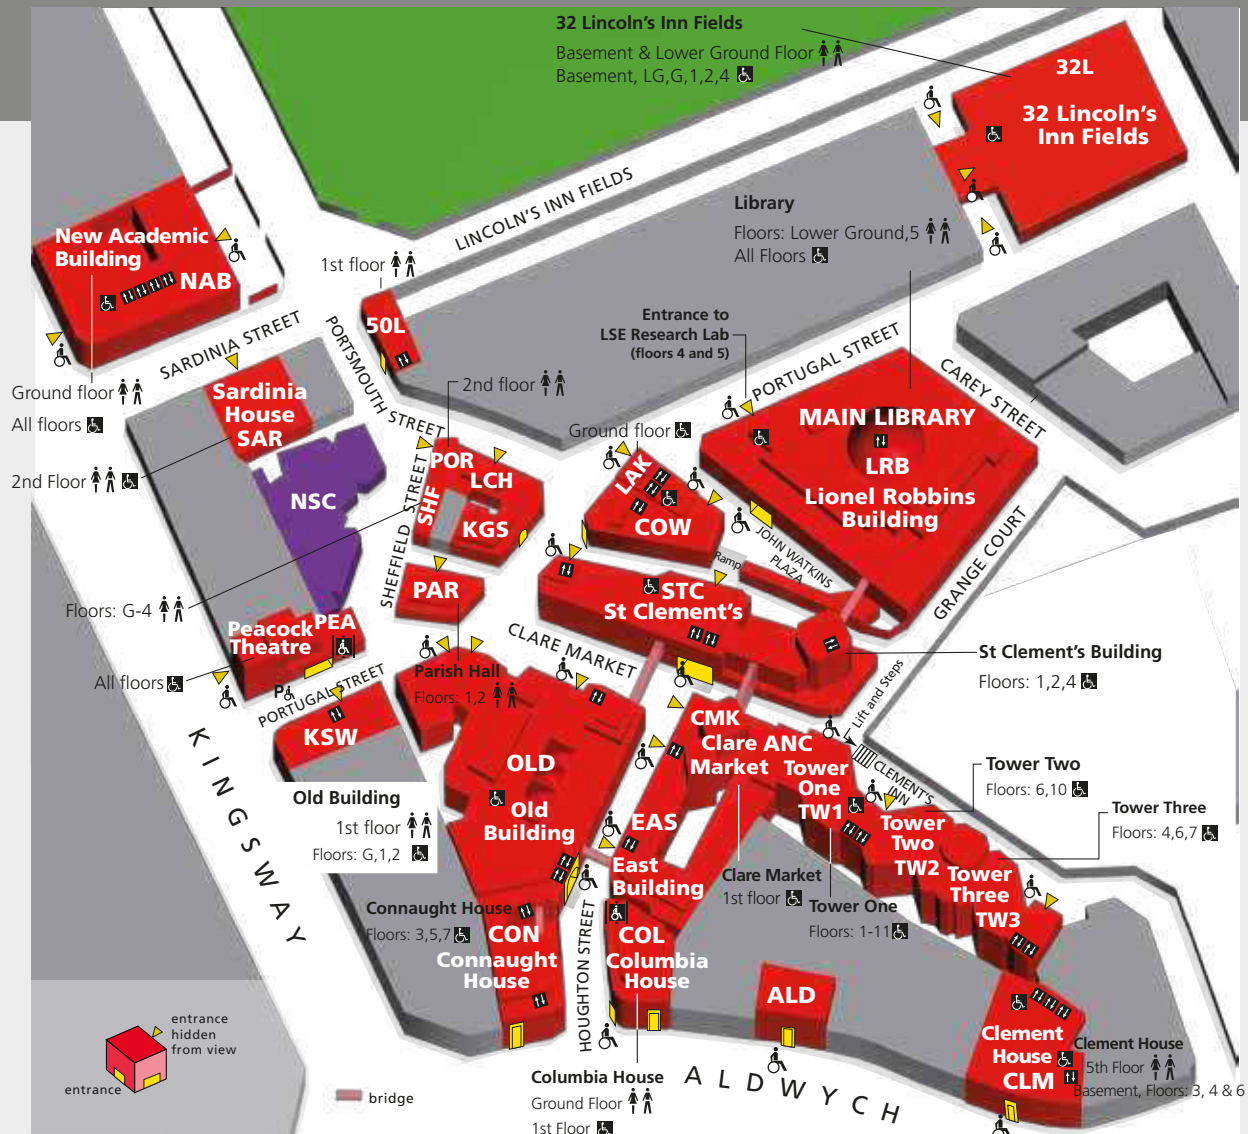 32 Lincoln's Inn Fields
Basement & Lower Ground Floor
Basement, LG,G,1,2,4
32L
32 Lincoln's
Inn Fields
LINCOLN'S INN FIELDS
Library
Floors: Lower Ground,5
All Floors
New Academic
Building
NAB
1st floor
50L
SARDINIA STREET
PORTSMOUTH STREET
Entrance to
LSE Research Lab
(floors 4 and 5)
PORTUGAL STREET
CAREY STREET
Ground floor
All floors
Sardinia
House
SAR
2nd floor
Ground floor
MAIN LIBRARY
LRB
Lionel Robbins
Building
2nd Floor
NSC
POR
LCH
SHF
KGS
SHEFFIELD STREET
LAK
COW
JOHN WATKINS
PLAZA
Ramp
GRANGE COURT
PAR
STC
St Clement's
Floors: G-4
Peacock
Theatre
PEA
CLARE MARKET
Parish Hall
Floors: 1,2
St Clement's Building
Floors: 1,2,4
All floors
P
PORTUGAL STREET
KSW
Lift and Steps
CLEMENT'S
INN
KINGSWAY
OLD
Old
Building
CMK
Clare
Market
ANC
Tower
One
TW1
Tower Two
Floors: 6,10
Old Building
1st floor
Floors: G,1,2
EAS
East
Building
Tower
Two
TW2
Tower Three
Floors: 4,6,7
Tower
Three
TW3
Clare Market
1st floor
Tower One
Floors: 1-11
Connaught House
Floors: 3,5,7
CON
Connaught
House
HOUGHTON STREET
COL
Columbia
House
ALD
Clement
House
CLM
Clement House
5th Floor
Basement, Floors: 3, 4 & 6
entrance
hidden
from view
entrance
bridge
Columbia House
Ground Floor
1st Floor
ALDWYCH